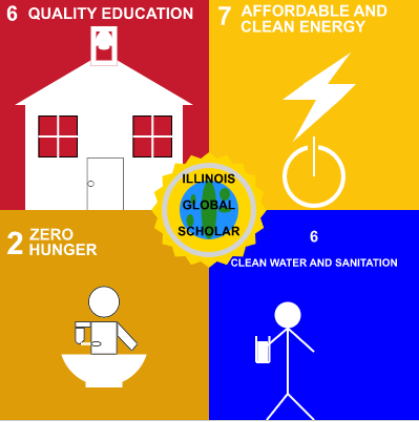 6 QUALITY EDUCATION
7 AFFORDABLE AND
CLEAN ENERGY
ILLINOIS
GLOBAL
SCHOLAR
2 ZERO
HUNGER
6
CLEAN WATER AND SANITATION